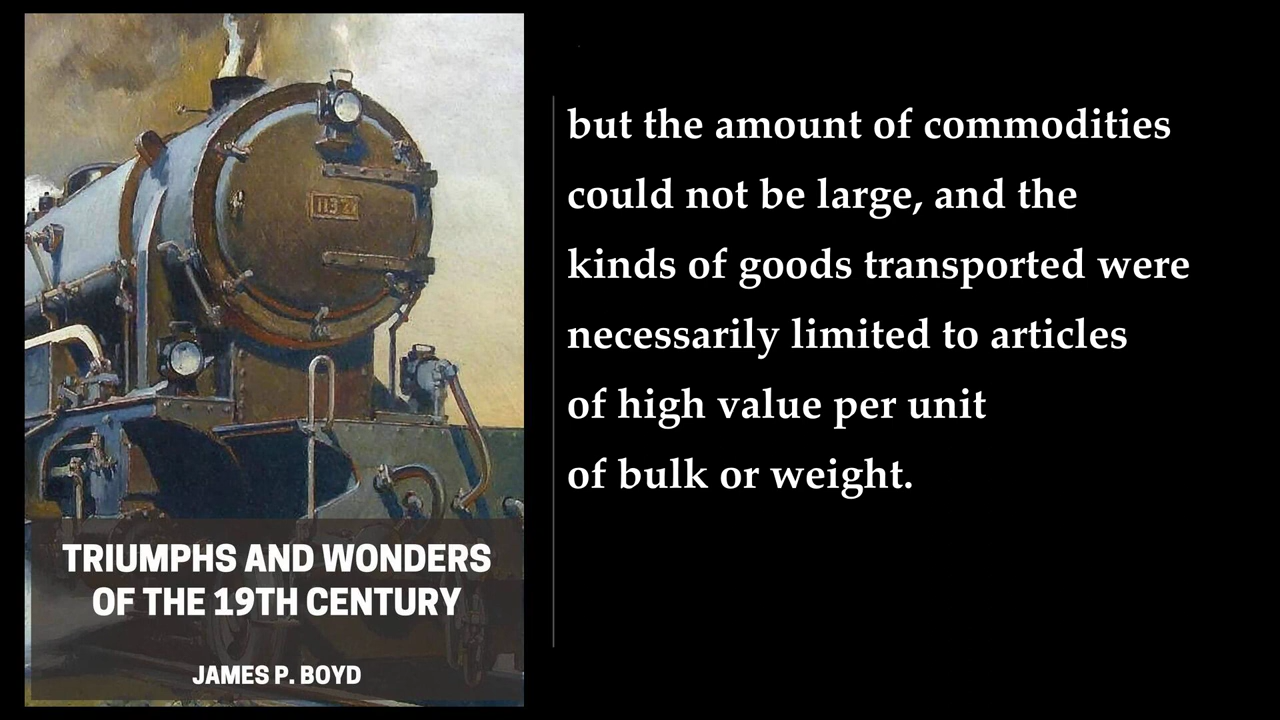 TRIUMPHS AND WONDERS
OF THE 19TH CENTURY
JAMES P. BOYD
but the amount of commodities
could not be large, and the
kinds of goods transported were
necessarily limited to articles
of high value per unit
of bulk or weight.